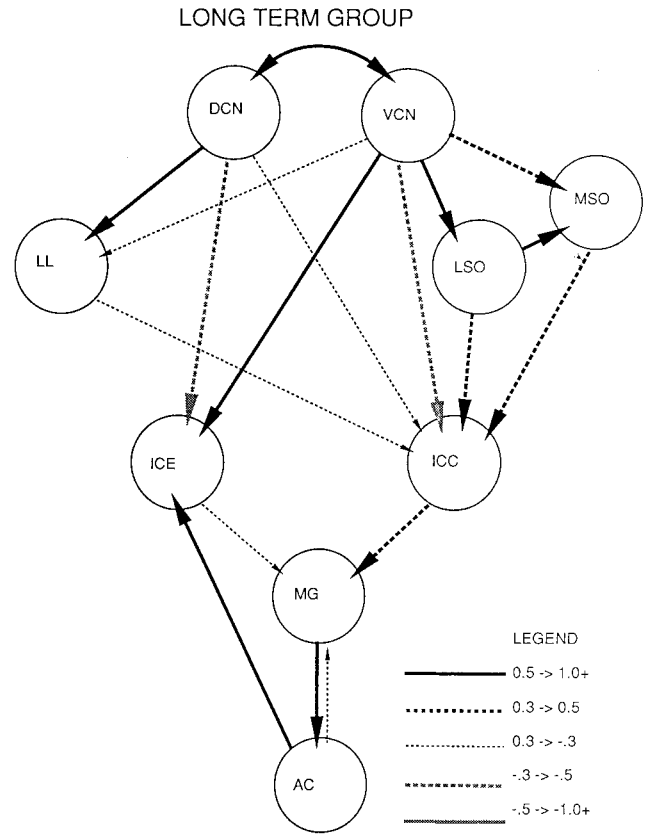 LONG TERM GROUP
DCN
VCN
MSO
LL
LSO
ICE
ICC
MG
AC
LEGEND
0.5 -> 1.0+
0.3 -> 0.5
0.3 -> -.3
-.3 -> -.5
-.5 -> -1.0+